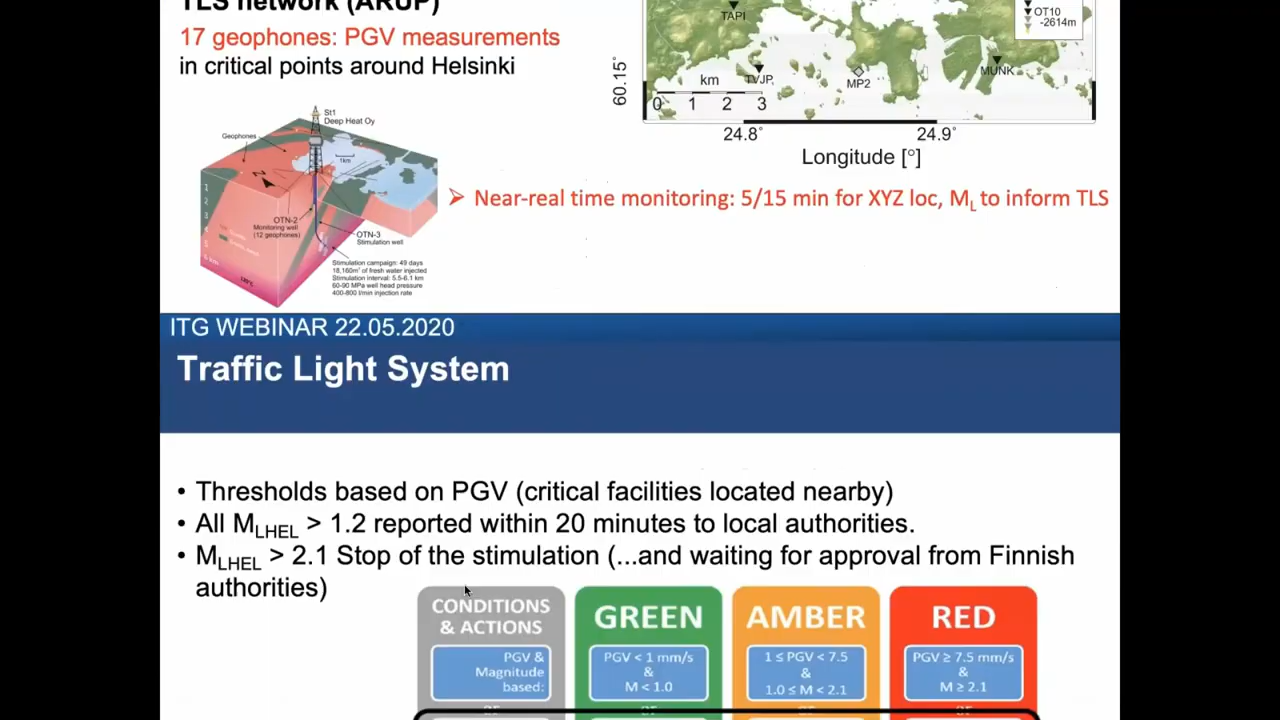 TLS network (ARUP)
17 geophones: PGV measurements
in critical points around Helsinki
TAPI
OT10
-2614m
60.15°
km
TVJP
MP2
MUNK
0 1 2 3
24.8° 24.9°
Longitude [°]
St1
Deep Heat Oy
Geophones
1km
N
1
2
3
4
5
OTN-2
Monitoring well
(12 geophones)
OTN-3
Stimulation well
Stimulation campaign: 49 days
18,160m³ of fresh water injected
Stimulation interval: 5.5-6.1 km
60-90 MPa well head pressure
400-800 l/min injection rate
➢ Near-real time monitoring: 5/15 min for XYZ loc, ML to inform TLS
ITG WEBINAR 22.05.2020
Traffic Light System
• Thresholds based on PGV (critical facilities located nearby)
• All MLHEL > 1.2 reported within 20 minutes to local authorities.
• MLHEL > 2.1 Stop of the stimulation (...and waiting for approval from Finnish
authorities)
CONDITIONS
& ACTIONS
PGV &
Magnitude
based:
GREEN
PGV < 1 mm/s
&
M < 1.0
AMBER
1 ≤ PGV < 7.5
&
1.0 ≤ M < 2.1
RED
PGV ≥ 7.5 mm/s
&
M ≥ 2.1